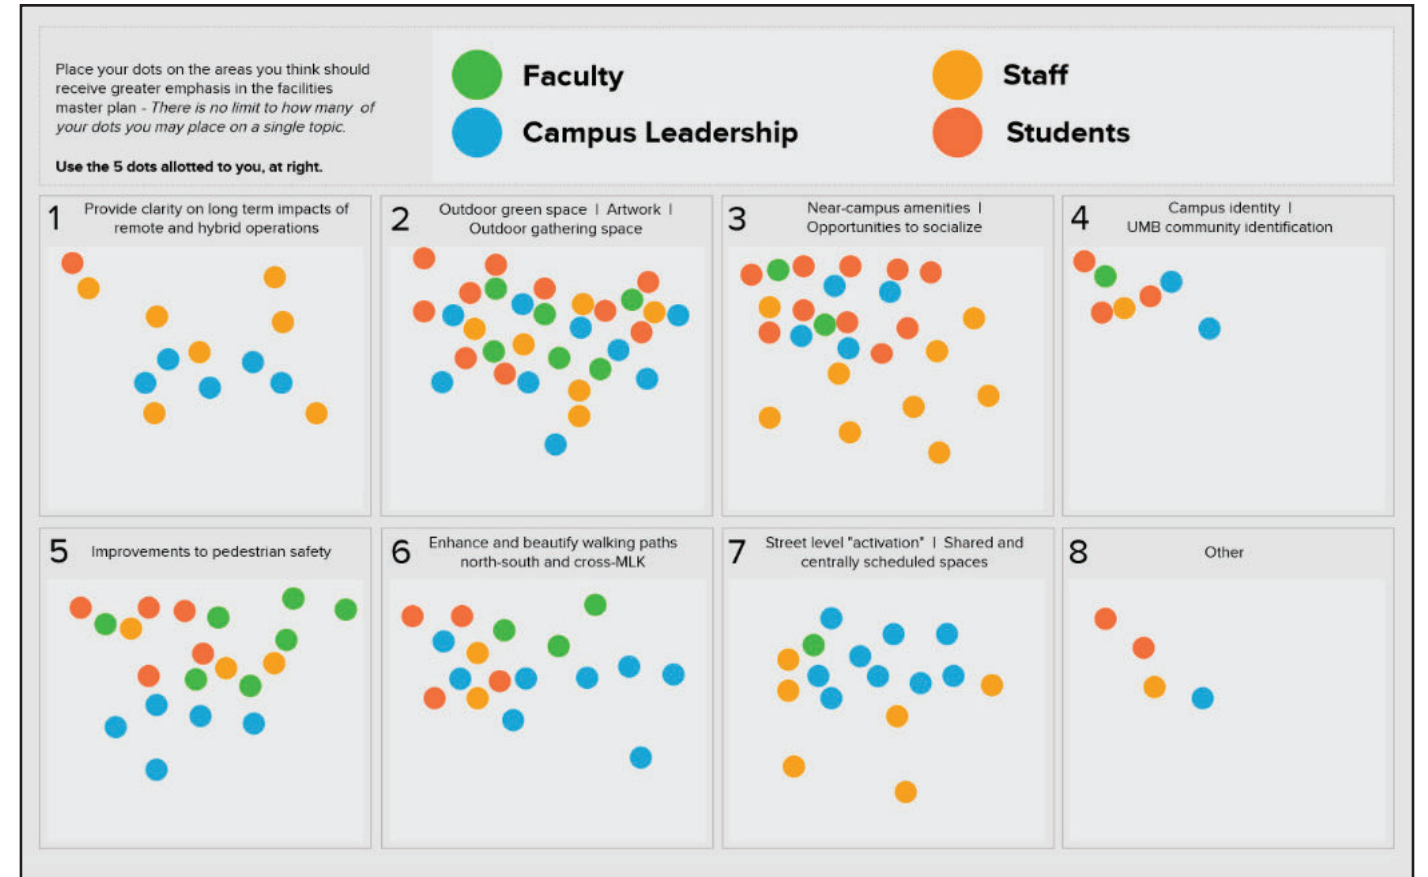 Place your dots on the areas you think should
receive greater emphasis in the facilities
master plan - There is no limit to how many of
your dots you may place on a single topic.
Use the 5 dots allotted to you, at right.
Faculty
Staff
Campus Leadership
Students
1
Provide clarity on long term impacts of
remote and hybrid operations
2
Outdoor green space | Artwork |
Outdoor gathering space
3
Near-campus amenities |
Opportunities to socialize
4
Campus identity |
UMB community identification
5
Improvements to pedestrian safety
6
Enhance and beautify walking paths
north-south and cross-MLK
7
Street level "activation" | Shared and
centrally scheduled spaces
8
Other